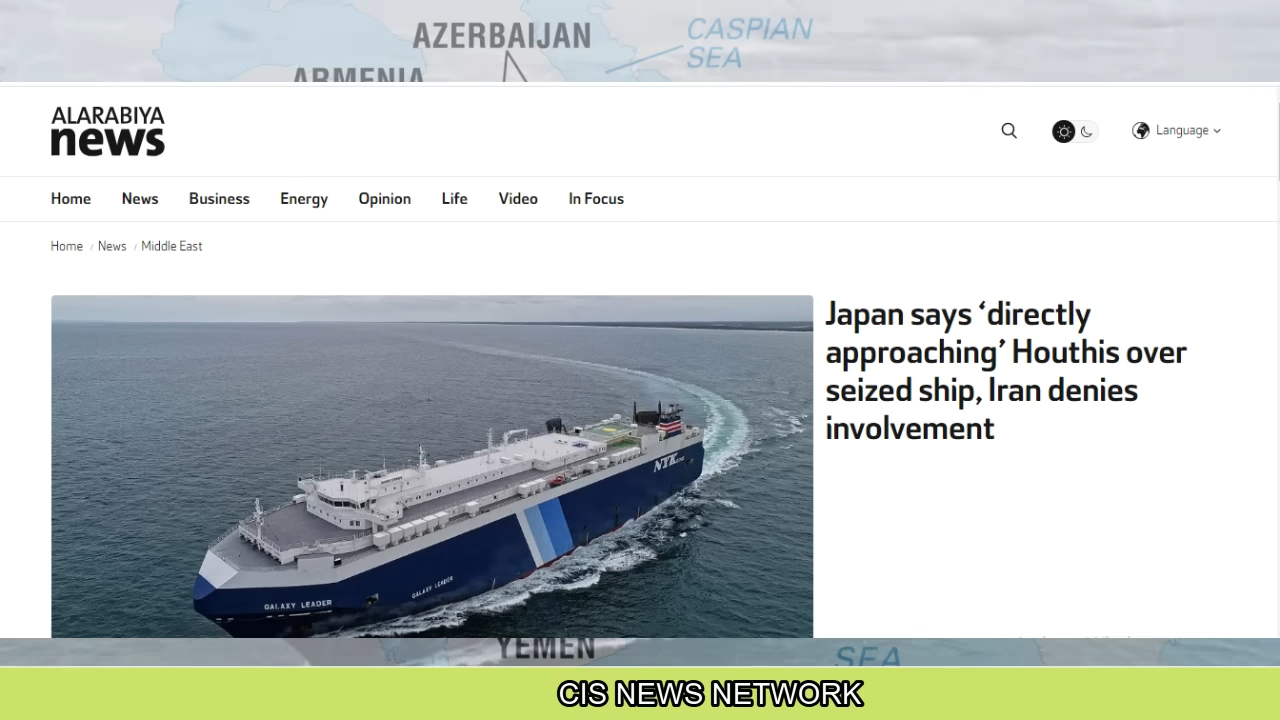 AZERBAIJAN
CASPIAN
SEA
ARMENIA
ALARABIYA
news
Language
Home News Business Energy Opinion Life Video In Focus
Home / News / Middle East
Japan says ‘directly
approaching’ Houthis over
seized ship, Iran denies
involvement
NYK
GALAXY LEADER
GALAXY LEADER
YEMEN
SEA
CIS NEWS NETWORK